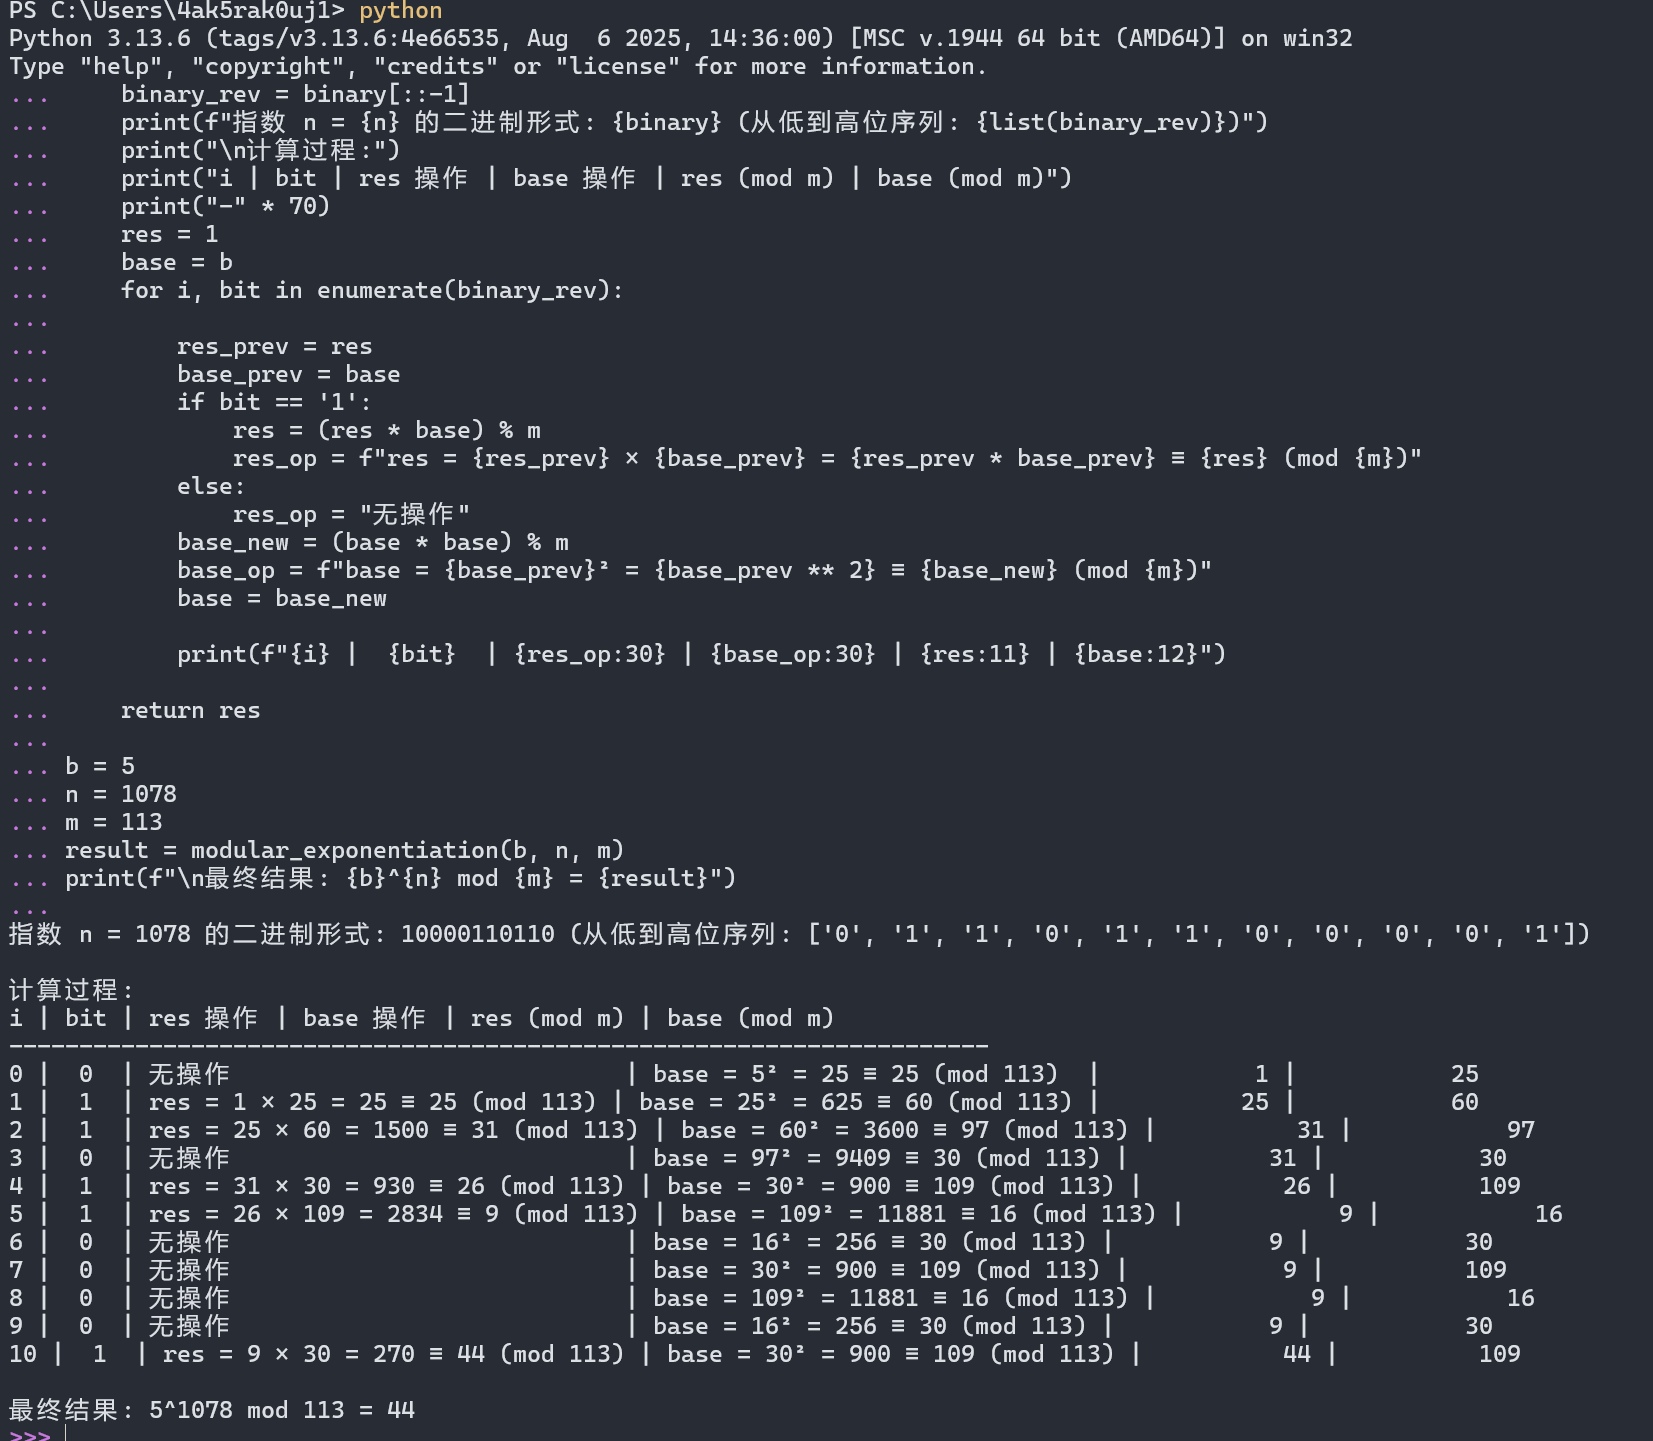 PS C:\Users\4ak5rak0uj1> python
Python 3.13.6 (tags/v3.13.6:4e66535, Aug  6 2025, 14:36:00) [MSC v.1944 64 bit (AMD64)] on win32
Type "help", "copyright", "credits" or "license" for more information.
...     binary_rev = binary[::-1]
...     print(f"指数 n = {n} 的二进制形式: {binary} (从低到高位序列: {list(binary_rev)})")
...     print("\n计算过程:")
...     print("i | bit | res 操作 | base 操作 | res (mod m) | base (mod m)")
...     print("-" * 70)
...     res = 1
...     base = b
...     for i, bit in enumerate(binary_rev):
...
...         res_prev = res
...         base_prev = base
...         if bit == '1':
...             res = (res * base) % m
...             res_op = f"res = {res_prev} × {base_prev} = {res_prev * base_prev} ≡ {res} (mod {m})"
...         else:
...             res_op = "无操作"
...         base_new = (base * base) % m
...         base_op = f"base = {base_prev}² = {base_prev ** 2} ≡ {base_new} (mod {m})"
...         base = base_new
...
...         print(f"{i} |  {bit}  | {res_op:30} | {base_op:30} | {res:11} | {base:12}")
...
...     return res
...
... b = 5
... n = 1078
... m = 113
... result = modular_exponentiation(b, n, m)
... print(f"\n最终结果: {b}^{n} mod {m} = {result}")
...
指数 n = 1078 的二进制形式: 10000110110 (从低到高位序列: ['0', '1', '1', '0', '1', '1', '0', '0', '0', '0', '1'])
计算过程:
i | bit | res 操作 | base 操作 | res (mod m) | base (mod m)
----------------------------------------------------------------------
0 |  0  | 无操作                            | base = 5² = 25 ≡ 25 (mod 113)  |           1 |           25
1 |  1  | res = 1 × 25 = 25 ≡ 25 (mod 113) | base = 25² = 625 ≡ 60 (mod 113) |          25 |           60
2 |  1  | res = 25 × 60 = 1500 ≡ 31 (mod 113) | base = 60² = 3600 ≡ 97 (mod 113) |          31 |           97
3 |  0  | 无操作                            | base = 97² = 9409 ≡ 30 (mod 113) |          31 |           30
4 |  1  | res = 31 × 30 = 930 ≡ 26 (mod 113) | base = 30² = 900 ≡ 109 (mod 113) |          26 |          109
5 |  1  | res = 26 × 109 = 2834 ≡ 9 (mod 113) | base = 109² = 11881 ≡ 16 (mod 113) |           9 |           16
6 |  0  | 无操作                            | base = 16² = 256 ≡ 30 (mod 113) |           9 |           30
7 |  0  | 无操作                            | base = 30² = 900 ≡ 109 (mod 113) |           9 |          109
8 |  0  | 无操作                            | base = 109² = 11881 ≡ 16 (mod 113) |           9 |           16
9 |  0  | 无操作                            | base = 16² = 256 ≡ 30 (mod 113) |           9 |           30
10 |  1  | res = 9 × 30 = 270 ≡ 44 (mod 113) | base = 30² = 900 ≡ 109 (mod 113) |          44 |          109
最终结果: 5^1078 mod 113 = 44
>>>